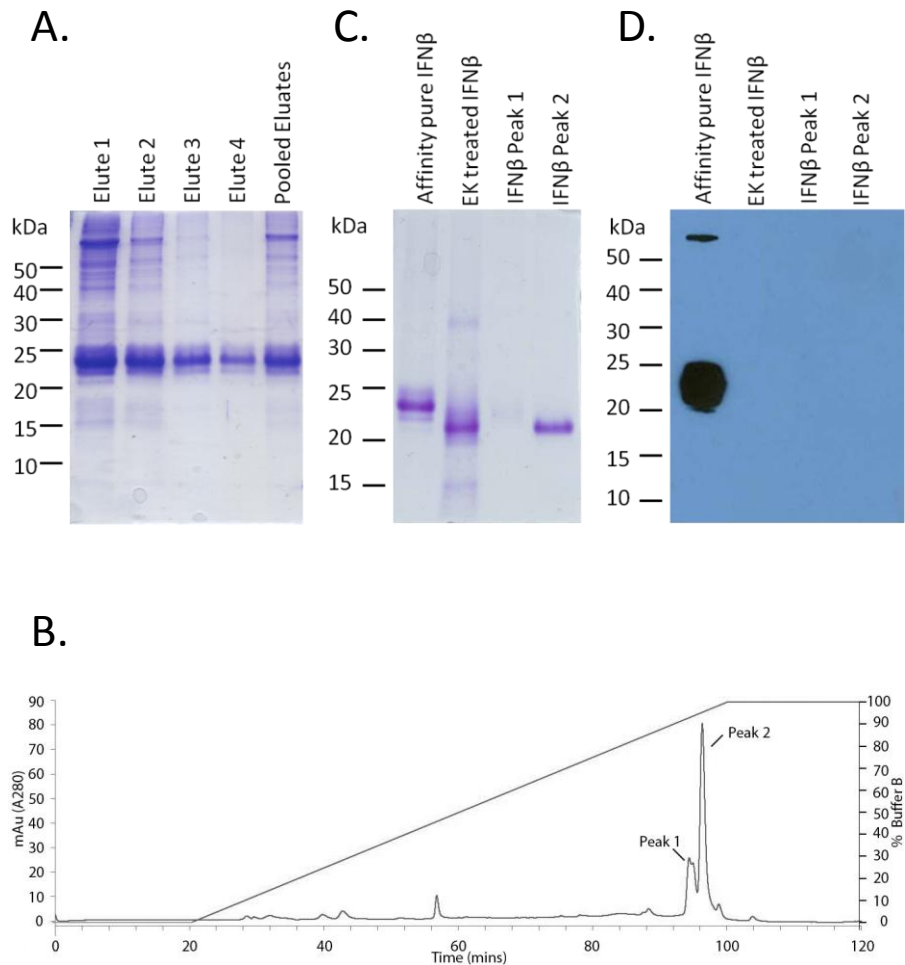 A.
Elute 1
Elute 2
Elute 3
Elute 4
Pooled Eluates
kDa
50
40
30
25
20
15
10
C.
Affinity pure IFNβ
EK treated IFNβ
IFNβ Peak 1
IFNβ Peak 2
kDa
50
40
30
25
20
15
D.
Affinity pure IFNβ
EK treated IFNβ
IFNβ Peak 1
IFNβ Peak 2
kDa
50
40
30
25
20
15
10
B.
mAu (A280)
90
80
70
60
50
40
30
20
10
0
Peak 1
Peak 2
100
90
80
70
60
50
40
30
20
10
0
% Buffer B
0
20
40
60
80
100
120
Time (mins)